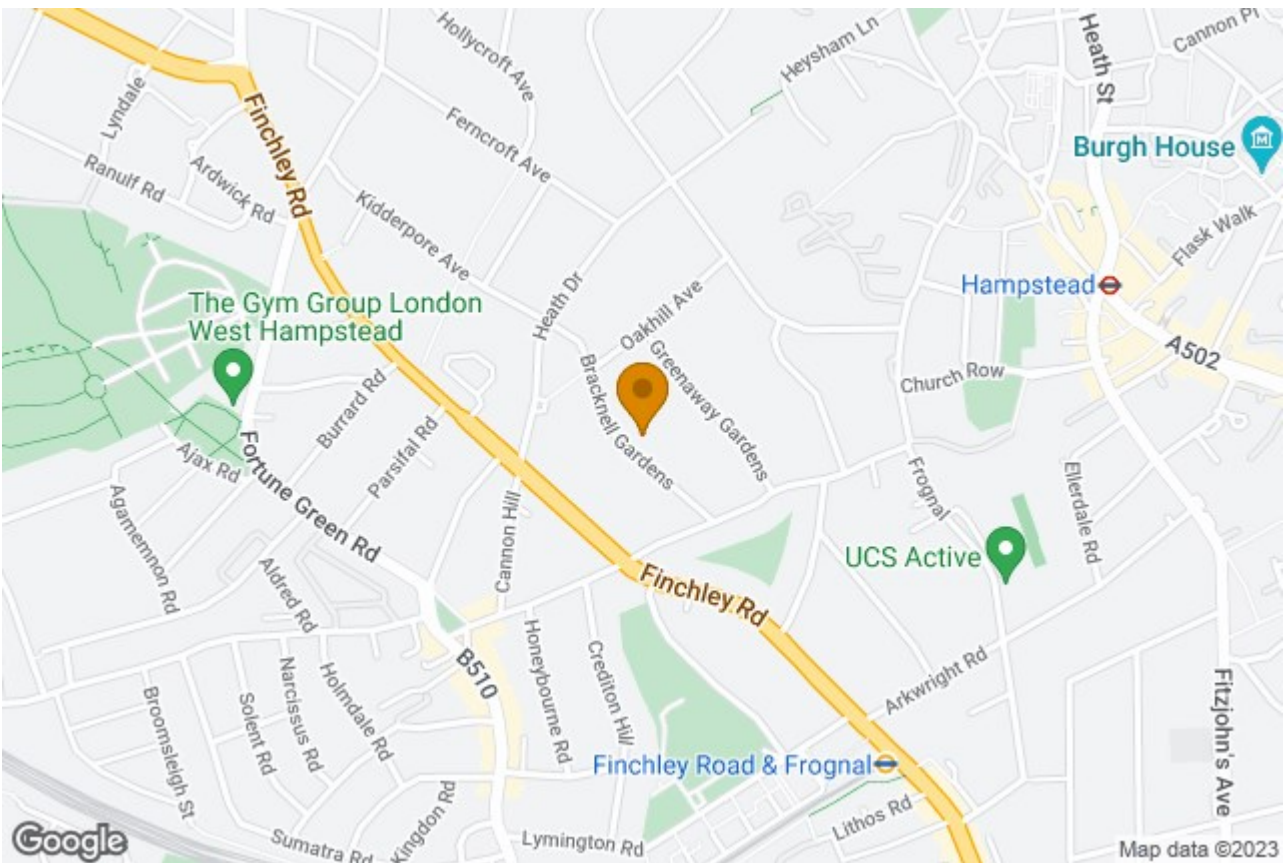 Hollycroft Ave
Heysham Ln
Heath St
Cannon Pl
Lyndale
Finchley Rd
Ferncroft Ave
Burgh House
Ranulf Rd
Ardwick Rd
Kidderpore Ave
Flask Walk
The Gym Group London
West Hampstead
Heath Dr
Oakhill Ave
Hampstead
A502
Greenaway Gardens
Church Row
Bracknell Gardens
Burrard Rd
Parsifal Rd
Ajax Rd
Fortune Green Rd
Frognal
Ellerdale Rd
Agamemnon Rd
Cannon Hill
UCS Active
Aldred Rd
Finchley Rd
Honeybourne Rd
Crediton Hill
B510
Arkwright Rd
Fitzjohn's Ave
Broomsleigh St
Solent Rd
Narcissus Rd
Holmdale Rd
Finchley Road & Frognal
Kingdon Rd
Lithos Rd
Sumatra Rd
Lymington Rd
Google
Map data ©2023